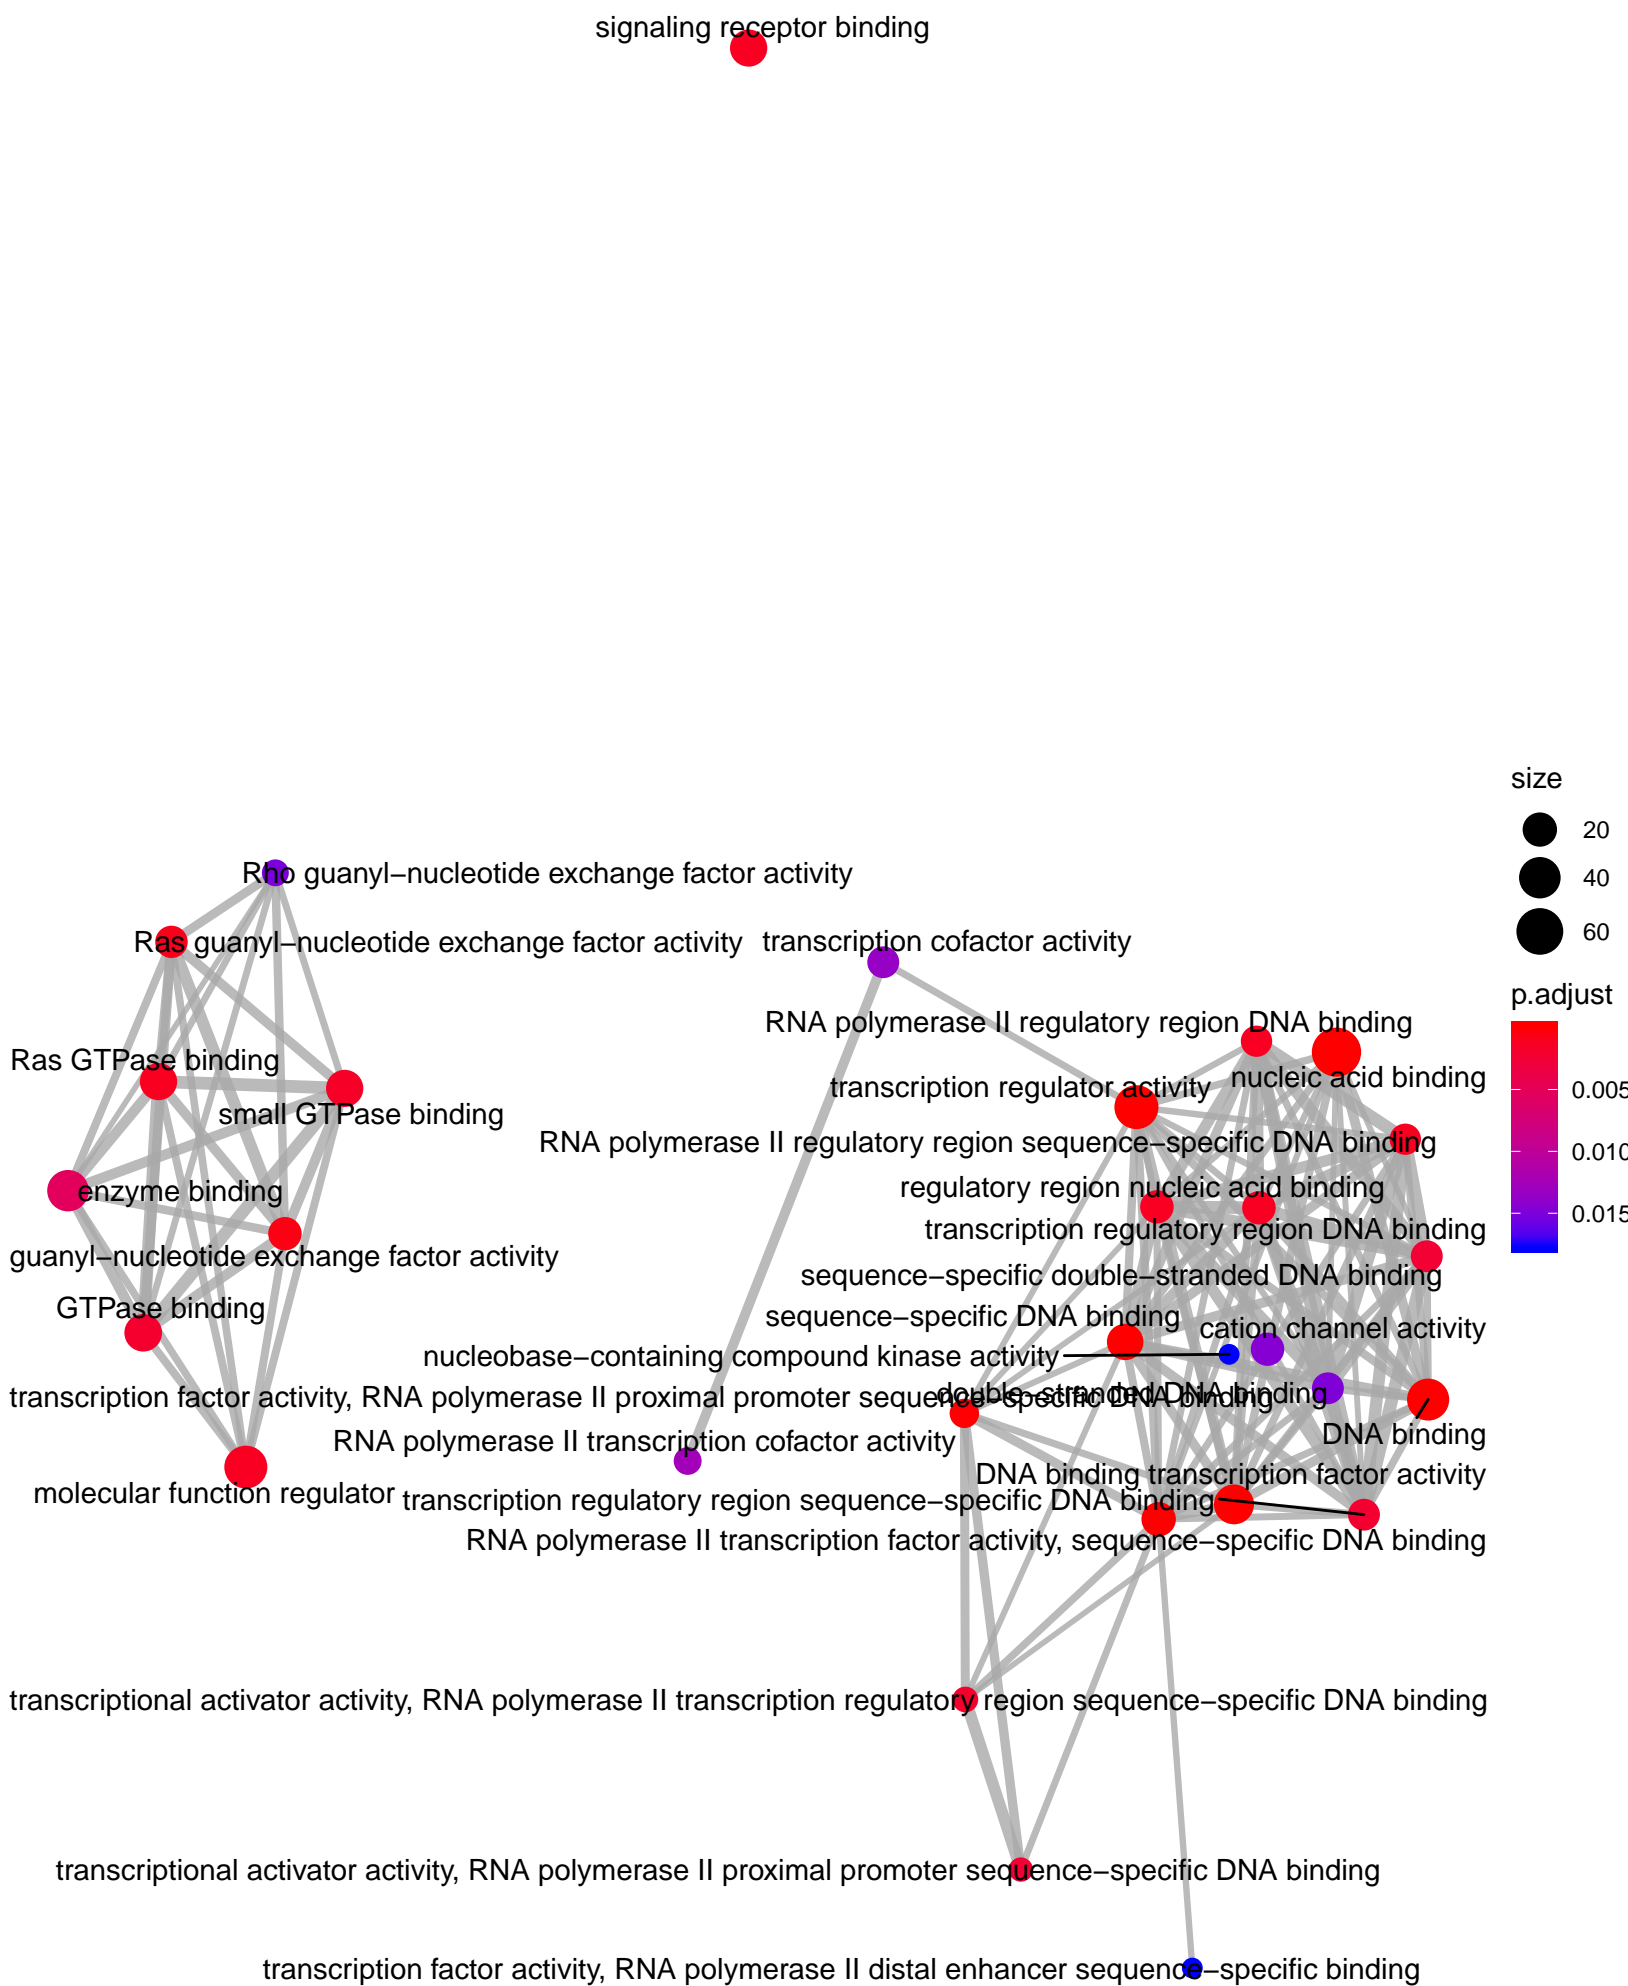 signaling receptor binding
size
20
Rho guanyl−nucleotide exchange factor activity
40
Ras guanyl−nucleotide exchange factor activity
transcription cofactor activity
60
p.adjust
RNA polymerase II regulatory region DNA binding
Ras GTPase binding
nucleic acid binding
transcription regulator activity
0.005
small GTPase binding
RNA polymerase II regulatory region sequence−specific DNA binding
0.010
enzyme binding
regulatory region nucleic acid binding
0.015
transcription regulatory region DNA binding
guanyl−nucleotide exchange factor activity
sequence−specific double−stranded DNA binding
GTPase binding
sequence−specific DNA binding
cation channel activity
nucleobase−containing compound kinase activity
transcription factor activity, RNA polymerase II proximal promoter sequence−specific DNA binding
double−stranded DNA binding
DNA binding
RNA polymerase II transcription cofactor activity
DNA binding transcription factor activity
molecular function regulator
transcription regulatory region sequence−specific DNA binding
RNA polymerase II transcription factor activity, sequence−specific DNA binding
transcriptional activator activity, RNA polymerase II transcription regulatory region sequence−specific DNA binding
transcriptional activator activity, RNA polymerase II proximal promoter sequence−specific DNA binding
transcription factor activity, RNA polymerase II distal enhancer sequence−specific binding